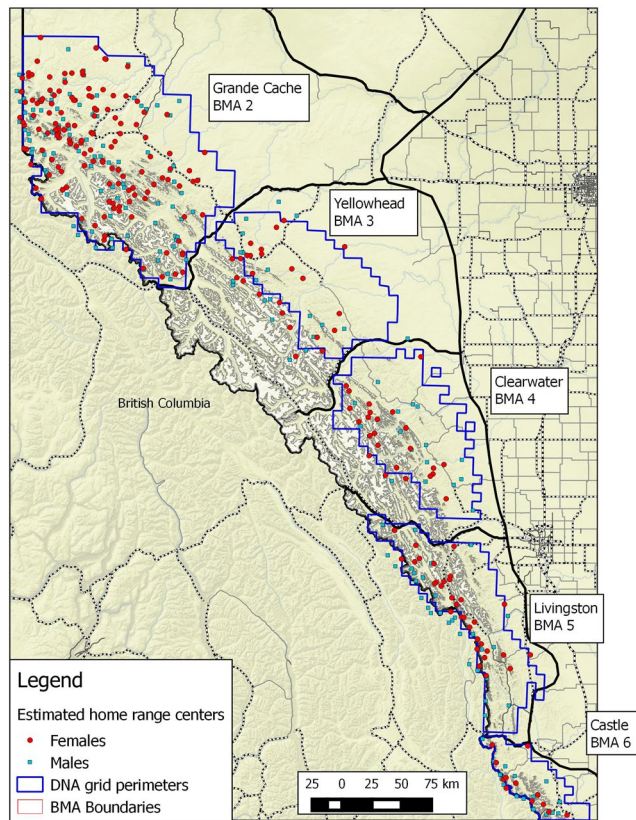 Grande Cache
BMA 2
Yellowhead
BMA 3
Clearwater
BMA 4
British Columbia
Livingston
BMA 5
Castle
BMA 6
Legend
Estimated home range centers
Females
Males
DNA grid perimeters
BMA Boundaries
25 0 25 50 75 km